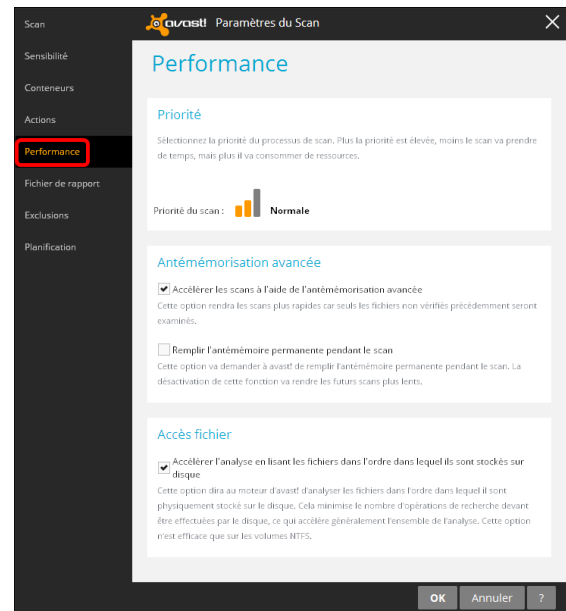 Scan
Sensibilité
Conteneurs
Actions
Performance
Fichier de rapport
Exclusions
Planification
avast! Paramètres du Scan
Performance
Priorité
Sélectionnez la priorité du processus de scan. Plus la priorité est élevée, moins le scan va prendre
de temps, mais plus il va consommer de ressources.
Priorité du scan : Normale
Antémémorisation avancée
Accélérer les scans à l'aide de l'antémémorisation avancée
Cette option rendra les scans plus rapides car seuls les fichiers non vérifiés précédemment seront
examinés.
Remplir l'antémémoire permanente pendant le scan
Cette option va demander à avast! de remplir l'antémémoire permanente pendant le scan. La
désactivation de cette fonction va rendre les futurs scans plus lents.
Accès fichier
Accélérer l'analyse en lisant les fichiers dans l'ordre dans lequel ils sont stockés sur
disque
Cette option dira au moteur d'avast! d'analyser les fichiers dans l'ordre dans lequel il sont
physiquement stocké sur le disque. Cela minimise le nombre d'opérations de recherche devant
être effectuées par le disque, ce qui accélère généralement l'ensemble de l'analyse. Cette option
n'est efficace que sur les volumes NTFS.
OK Annuler ?